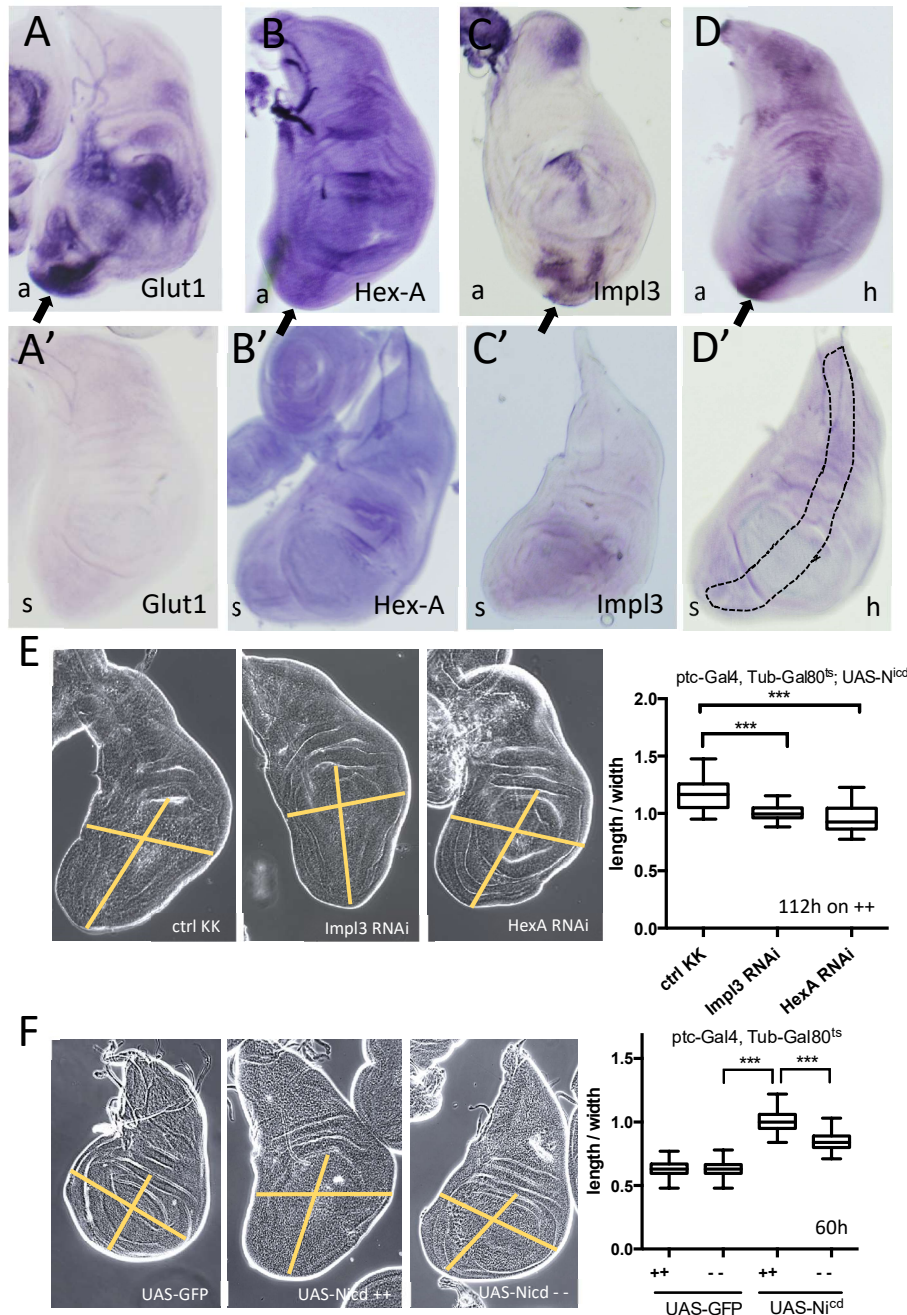 A B C D
a Glut1 a Hex-A a Impl3 a h
A' B' C' D'
s Glut1 s Hex-A s Impl3 s h
E
ctrl KK Impl3 RNAi HexA RNAi
ptc-Gal4, Tub-Gal80ts; UAS-Nicd
***
***
2.0
1.5
1.0
0.5
0.0
length / width
112h on ++
ctrl KK Impl3 RNAi HexA RNAi
F
UAS-GFP UAS-Nicd ++ UAS-Nicd - -
ptc-Gal4, Tub-Gal80ts
*** ***
1.5
1.0
0.5
0.0
length / width
60h
++ - - ++ - -
UAS-GFP UAS-Nicd